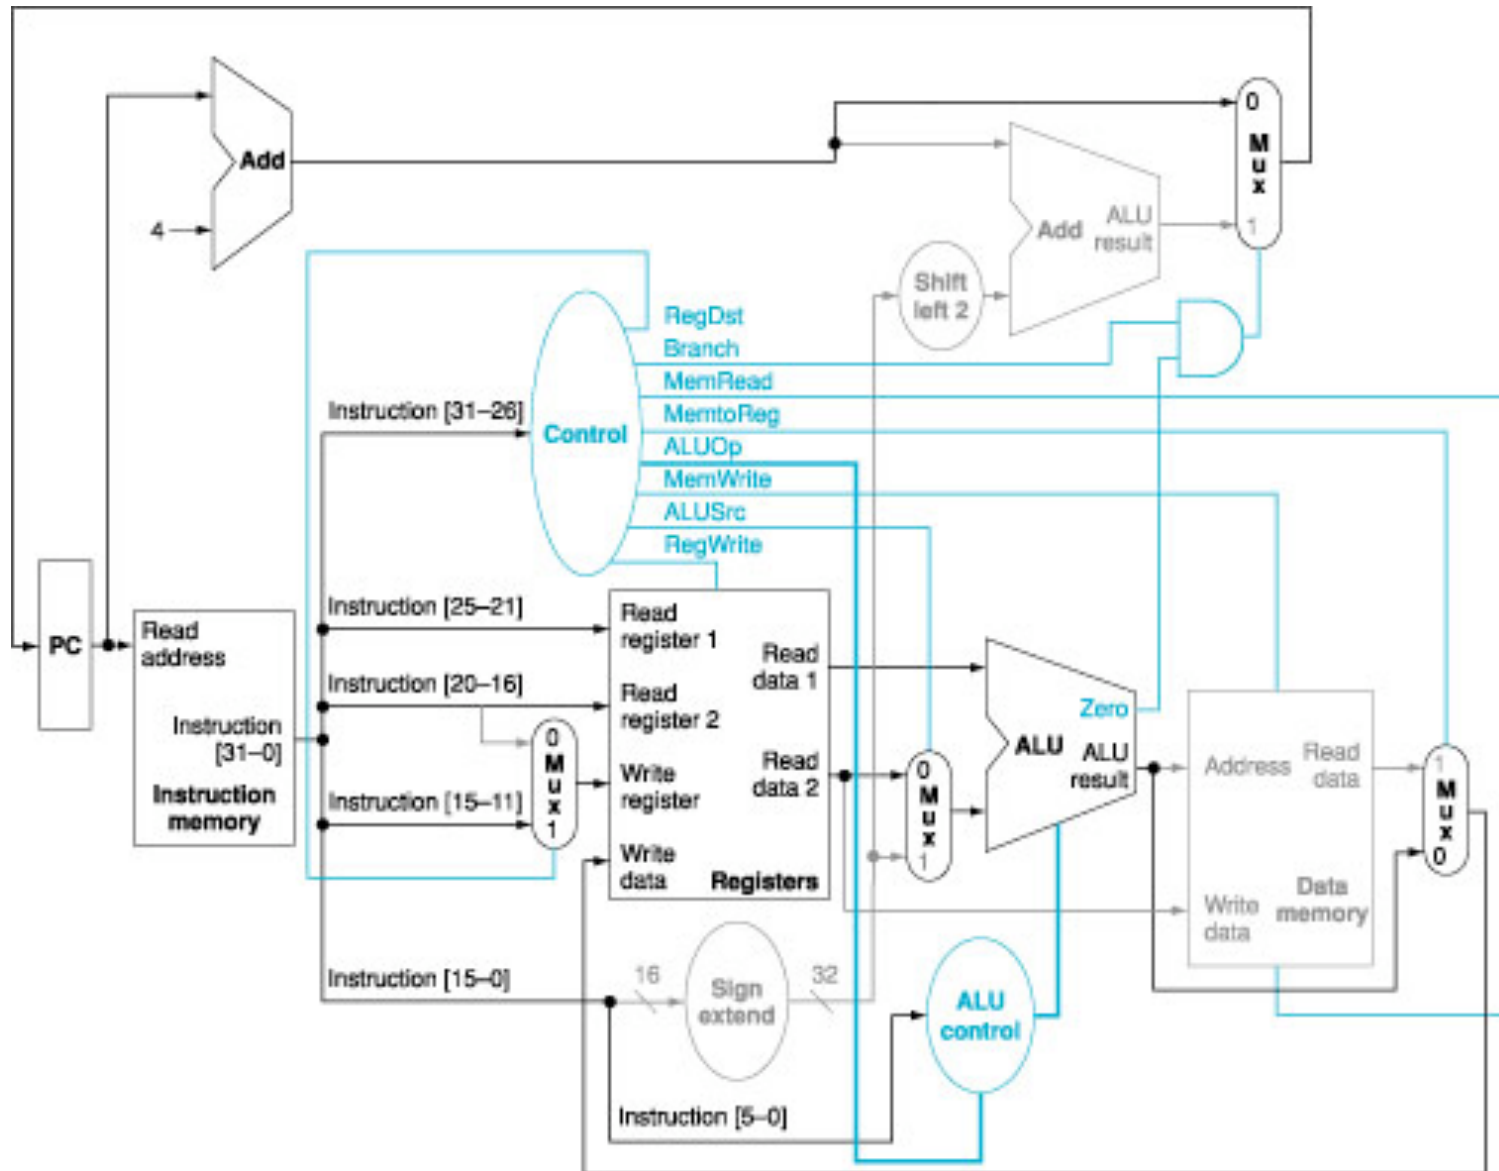 0
M
u
x
1
Add
4
Add
ALU
result
Shift
left 2
RegDst
Branch
MemRead
MemtoReg
ALUOp
MemWrite
ALUSrc
RegWrite
Instruction [31–26]
Control
Instruction [25–21]
Instruction [20–16]
Instruction [15–11]
Instruction [15–0]
Instruction [5–0]
PC
Read
address
Instruction
[31–0]
Instruction
memory
0
M
u
x
1
Read
register 1
Read
register 2
Write
register
Write
data
Read
data 1
Read
data 2
Registers
16
Sign
extend
32
0
M
u
x
1
Zero
ALU
ALU
result
ALU
control
Address
Read
data
Write
data
Data
memory
1
M
u
x
0